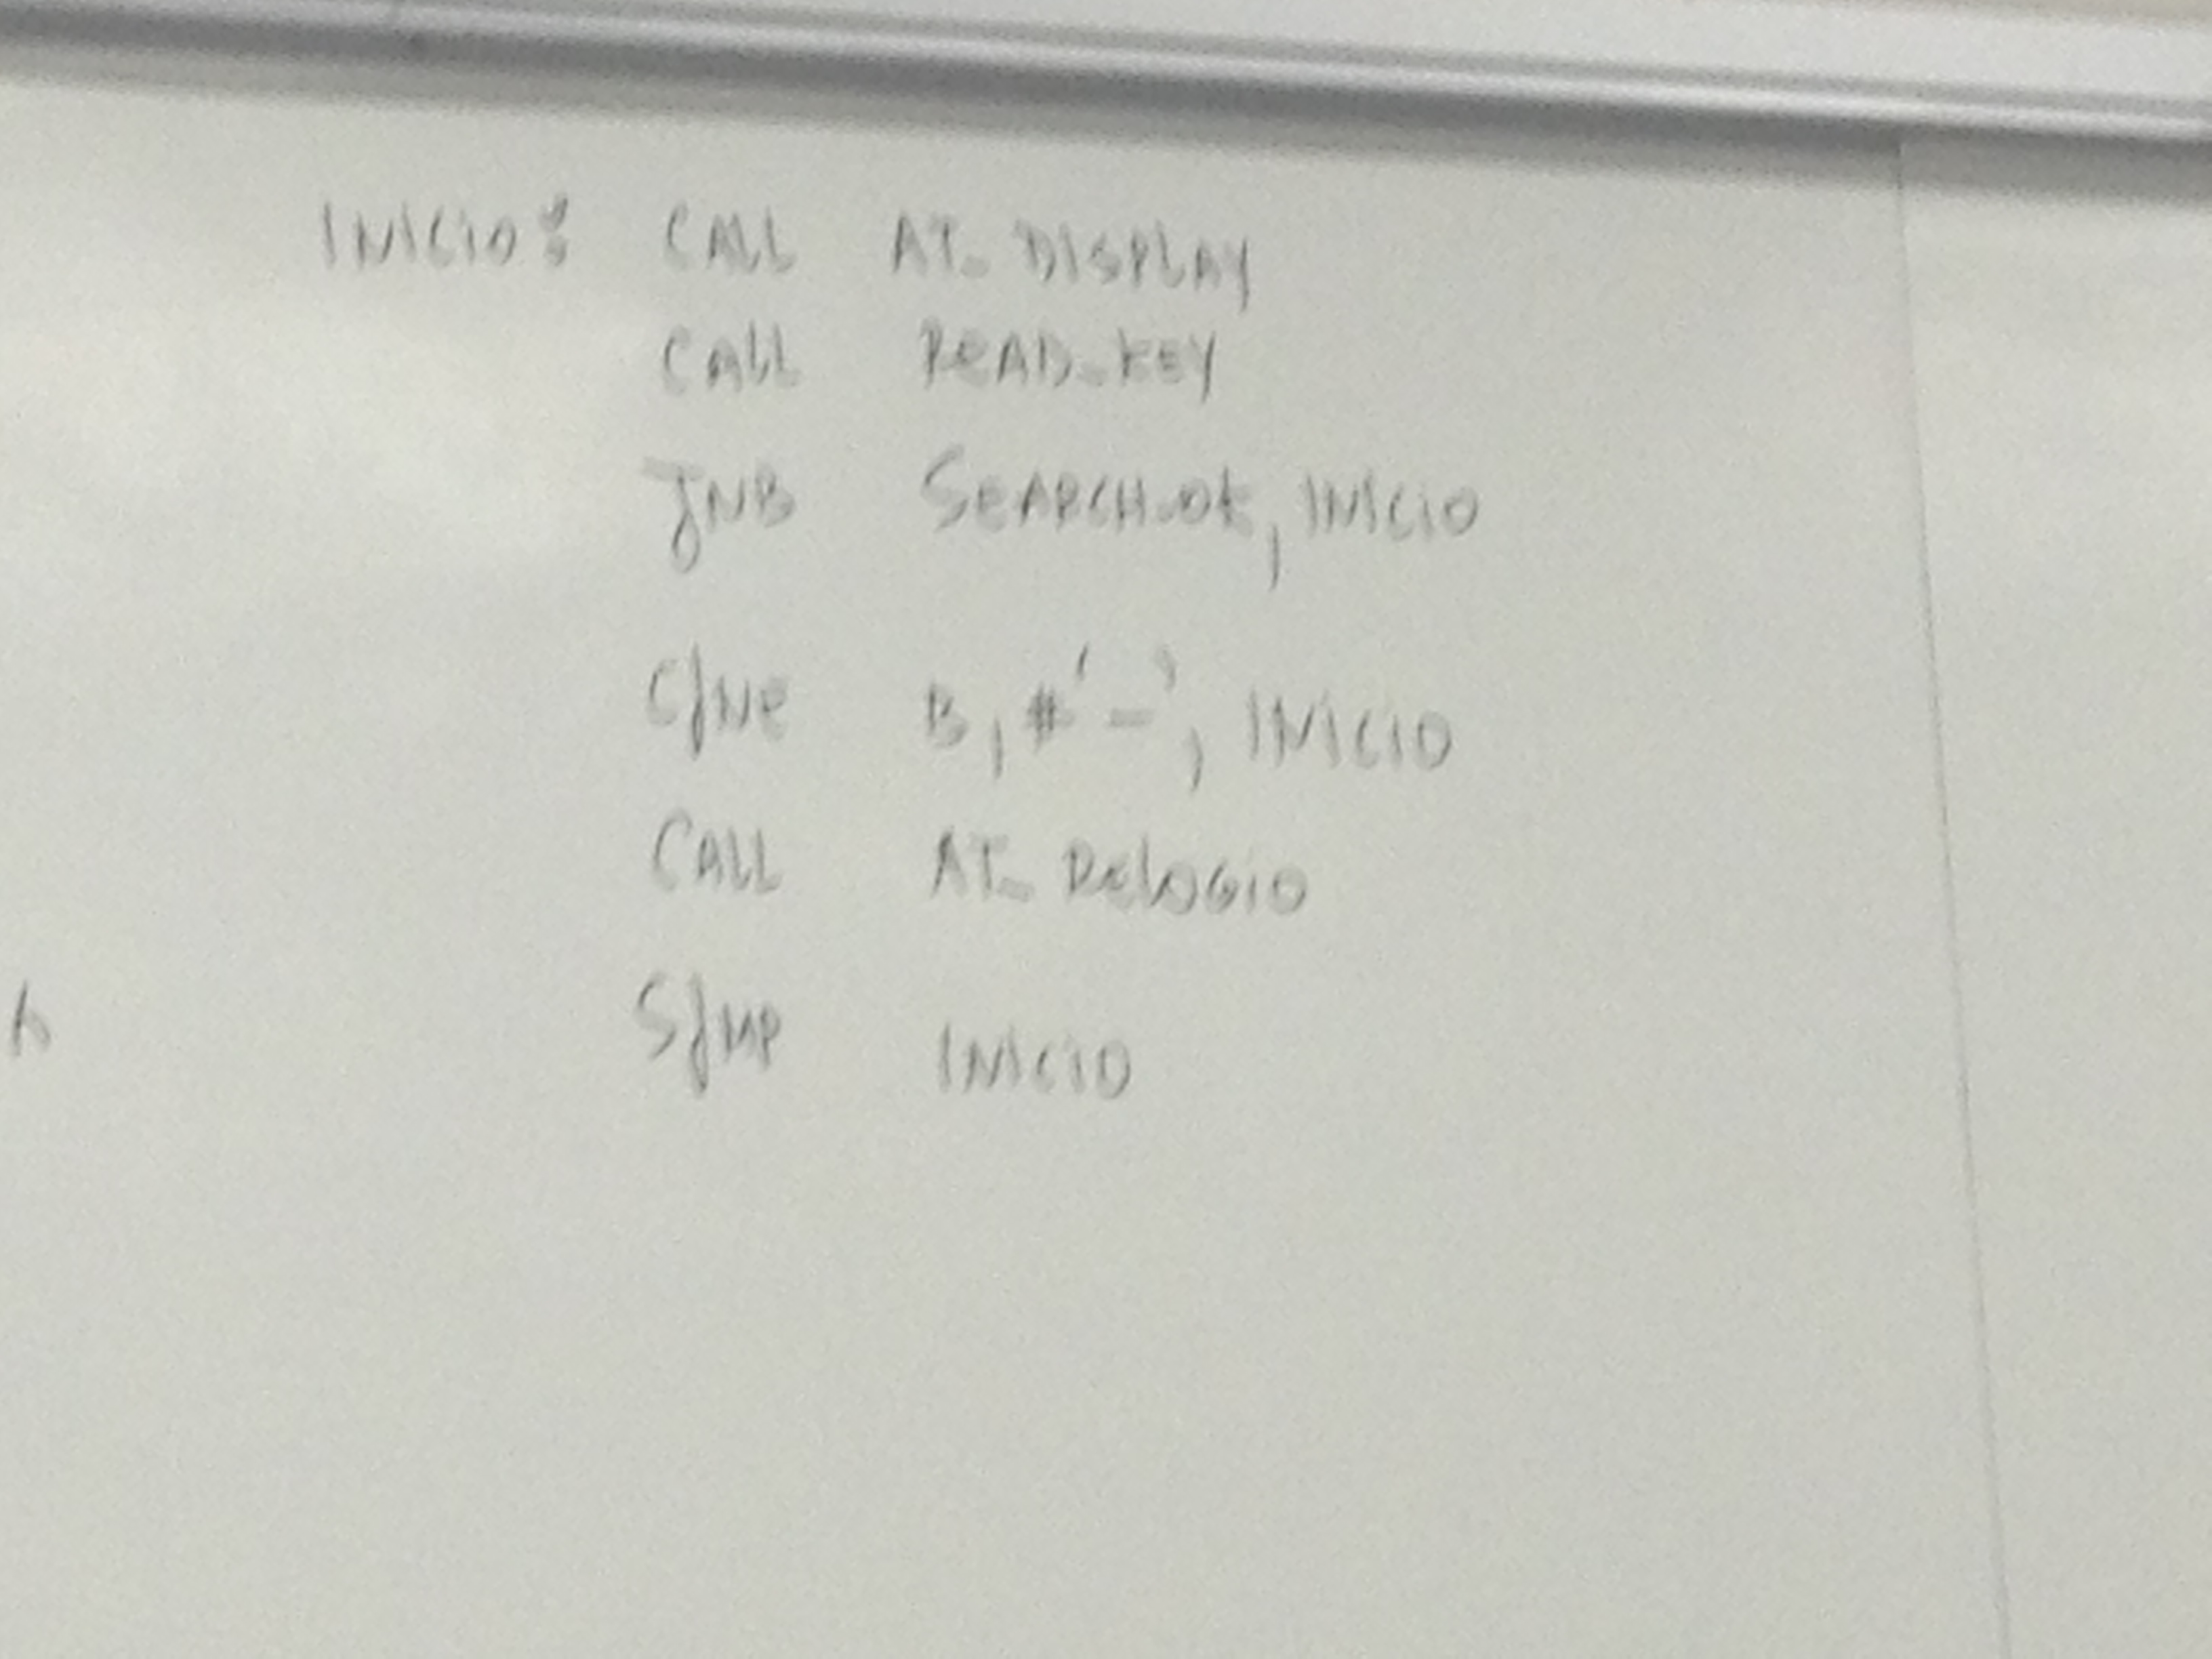 INICIO: CALL AT_DISPLAY
CALL READ_KEY
JNB SEARCH_OK, INICIO
CJNE B, #'-', INICIO
CALL AT_RELOGIO
SJMP INICIO